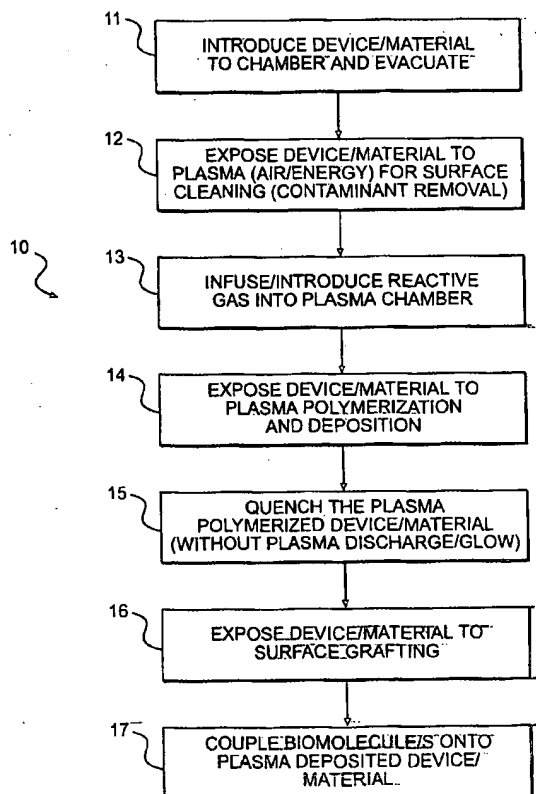 11
INTRODUCE DEVICE/MATERIAL
TO CHAMBER AND EVACUATE
12
EXPOSE DEVICE/MATERIAL TO
PLASMA (AIR/ENERGY) FOR SURFACE
CLEANING (CONTAMINANT REMOVAL)
10
13
INFUSE/INTRODUCE REACTIVE
GAS INTO PLASMA CHAMBER
14
EXPOSE DEVICE/MATERIAL TO
PLASMA POLYMERIZATION
AND DEPOSITION
15
QUENCH THE PLASMA
POLYMERIZED DEVICE/MATERIAL
(WITHOUT PLASMA DISCHARGE/GLOW)
16
EXPOSE DEVICE/MATERIAL TO
SURFACE GRAFTING
17
COUPLE BIOMOLECULE/S ONTO
PLASMA DEPOSITED DEVICE/
MATERIAL